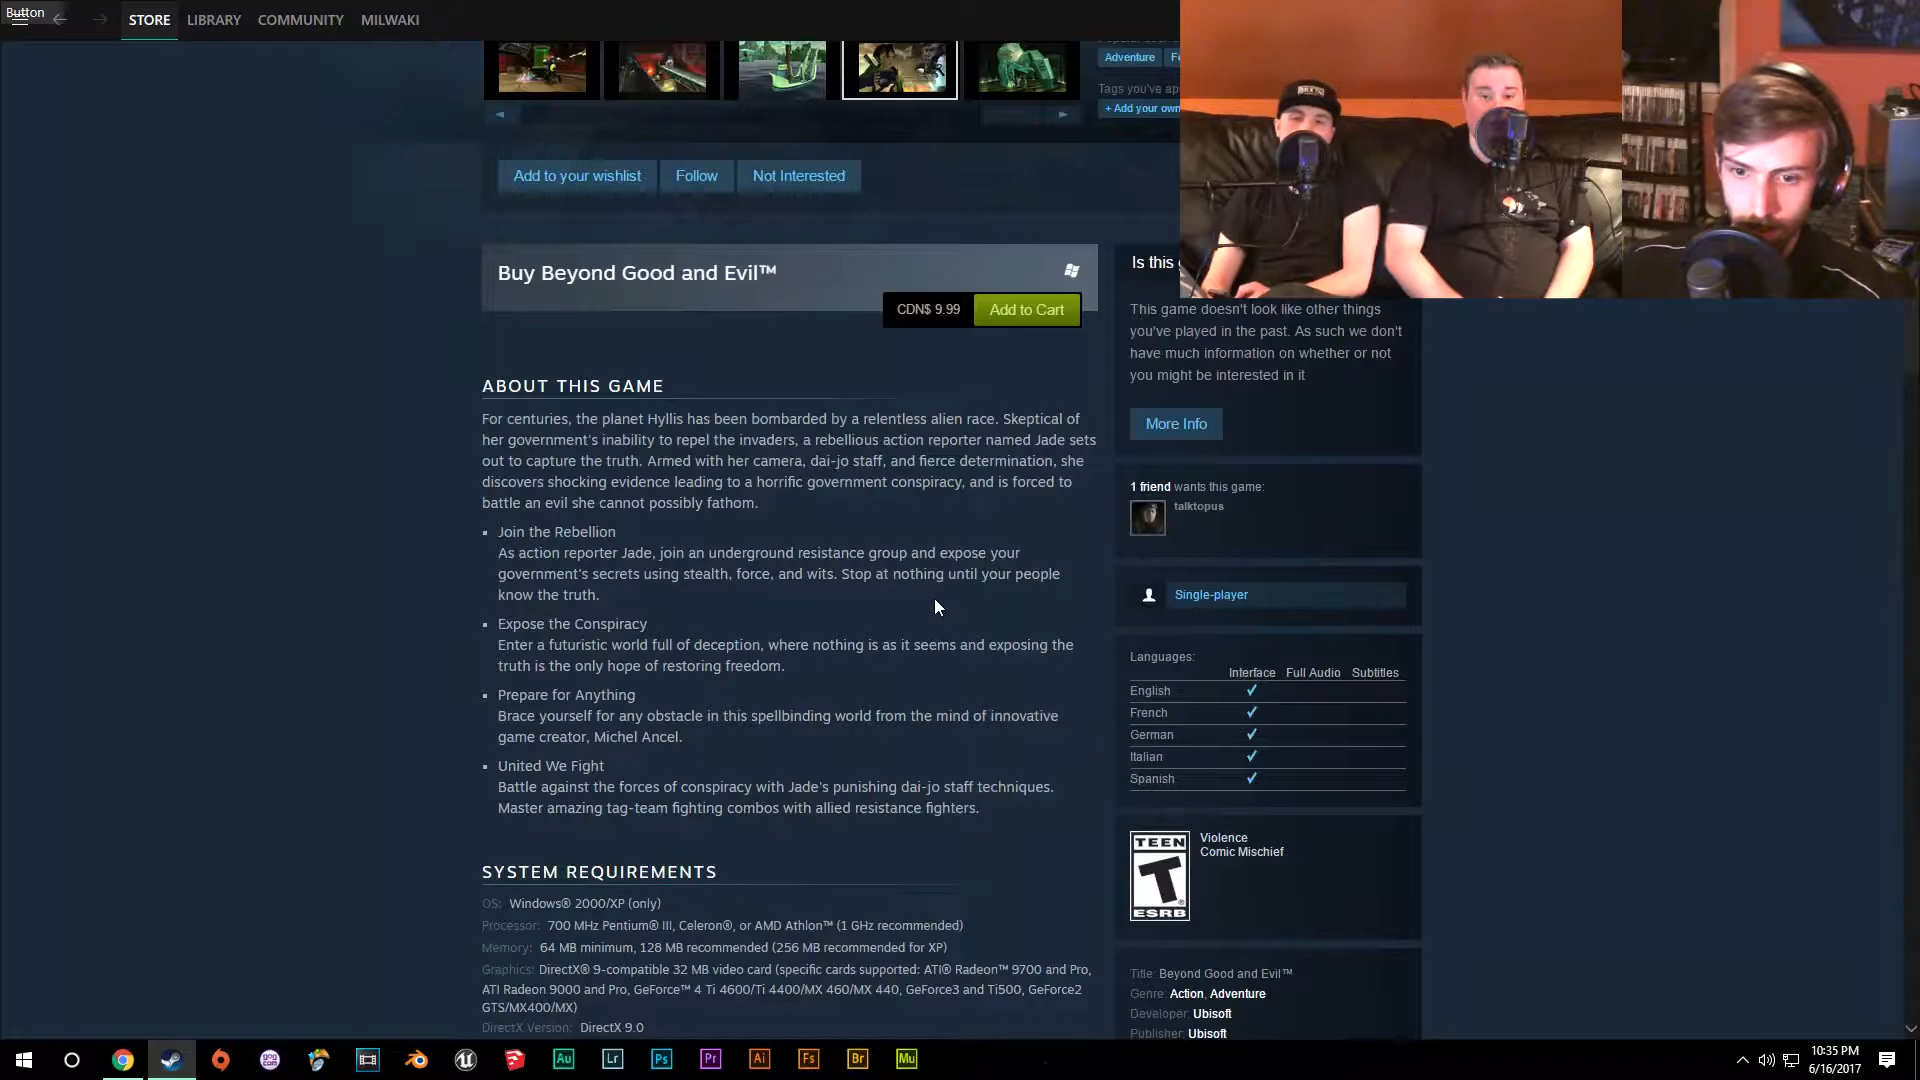 Button
STORE LIBRARY COMMUNITY MILWAKI
Adventure
Tags you've ap
+ Add your own
Add to your wishlist Follow Not Interested
Buy Beyond Good and Evil™
CDN$ 9.99 Add to Cart
ABOUT THIS GAME
For centuries, the planet Hyllis has been bombarded by a relentless alien race. Skeptical of
her government's inability to repel the invaders, a rebellious action reporter named Jade sets
out to capture the truth. Armed with her camera, dai-jo staff, and fierce determination, she
discovers shocking evidence leading to a horrific government conspiracy, and is forced to
battle an evil she cannot possibly fathom.
Join the Rebellion
As action reporter Jade, join an underground resistance group and expose your
government's secrets using stealth, force, and wits. Stop at nothing until your people
know the truth.
Expose the Conspiracy
Enter a futuristic world full of deception, where nothing is as it seems and exposing the
truth is the only hope of restoring freedom.
Prepare for Anything
Brace yourself for any obstacle in this spellbinding world from the mind of innovative
game creator, Michel Ancel.
United We Fight
Battle against the forces of conspiracy with Jade's punishing dai-jo staff techniques.
Master amazing tag-team fighting combos with allied resistance fighters.
SYSTEM REQUIREMENTS
OS: Windows® 2000/XP (only)
Processor: 700 MHz Pentium® III, Celeron®, or AMD Athlon™ (1 GHz recommended)
Memory: 64 MB minimum, 128 MB recommended (256 MB recommended for XP)
Graphics: DirectX® 9-compatible 32 MB video card (specific cards supported: ATI® Radeon™ 9700 and Pro,
ATI Radeon 9000 and Pro, GeForce™ 4 Ti 4600/Ti 4400/MX 460/MX 440, GeForce3 and Ti500, GeForce2
GTS/MX400/MX)
DirectX Version: DirectX 9.0
Is this
This game doesn't look like other things
you've played in the past. As such we don't
have much information on whether or not
you might be interested in it
More Info
1 friend wants this game:
talktopus
Single-player
Languages:
Interface Full Audio Subtitles
English ✔
French ✔
German ✔
Italian ✔
Spanish ✔
TEEN
T
ESRB
Violence
Comic Mischief
Title: Beyond Good and Evil™
Genre: Action, Adventure
Developer: Ubisoft
Publisher: Ubisoft
gog
com
Au Lr Ps Pr Ai Fs Br Mu
10:35 PM
6/16/2017